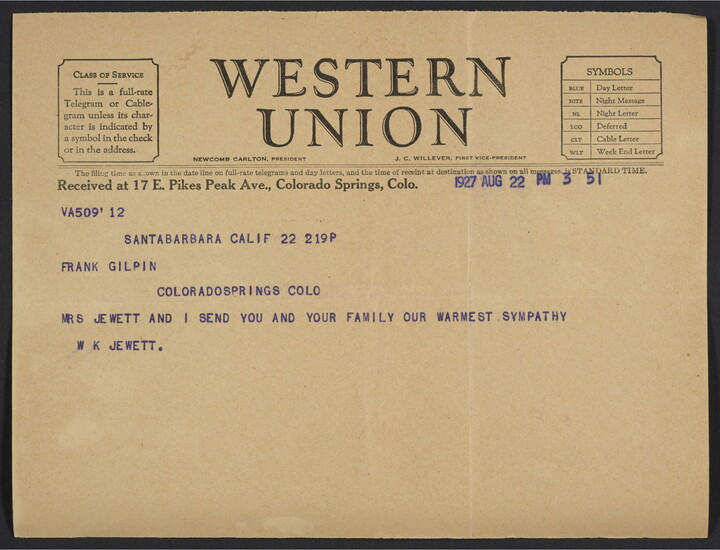 CLASS OF SERVICE
This is a full-rate
Telegram or Cable-
gram unless its char-
acter is indicated by
a symbol in the check
or in the address.
WESTERN
UNION
NEWCOMB CARLTON, PRESIDENT
J. C. WILLEVER, FIRST VICE-PRESIDENT
SYMBOLS
BLUE Day Letter
NITE Night Message
NL Night Letter
LCO Deferred
CLT Cable Letter
WLT Week End Letter
The filing time as shown in the date line on full-rate telegrams and day letters, and the time of receipt at destination as shown on all messages, is STANDARD TIME.
Received at 17 E. Pikes Peak Ave., Colorado Springs, Colo.
1927 AUG 22 PM 3 51
VA509' 12
SANTABARBARA CALIF 22 219P
FRANK GILPIN
COLORADOSPRINGS COLO
MRS JEWETT AND I SEND YOU AND YOUR FAMILY OUR WARMEST SYMPATHY
W K JEWETT.